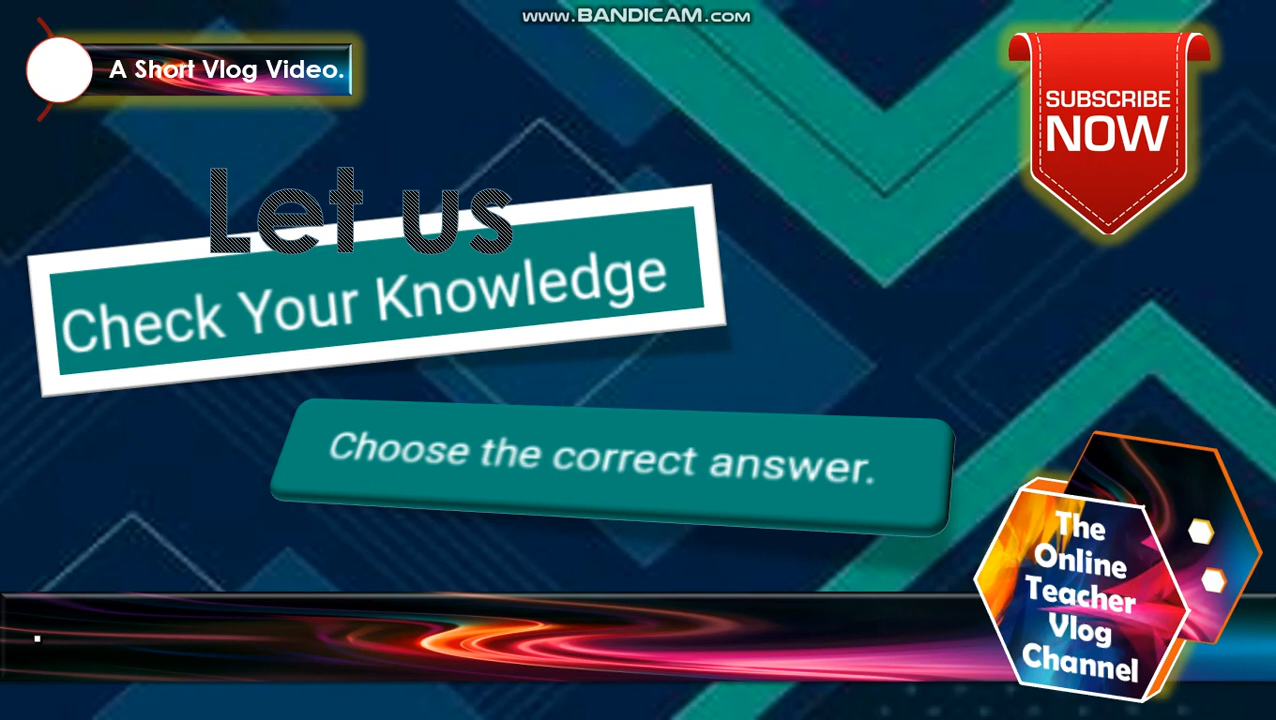 www.BANDICAM.com
A Short Vlog Video.
SUBSCRIBE
NOW
Let us
Check Your Knowledge
Choose the correct answer.
The
Online
Teacher
Vlog
Channel